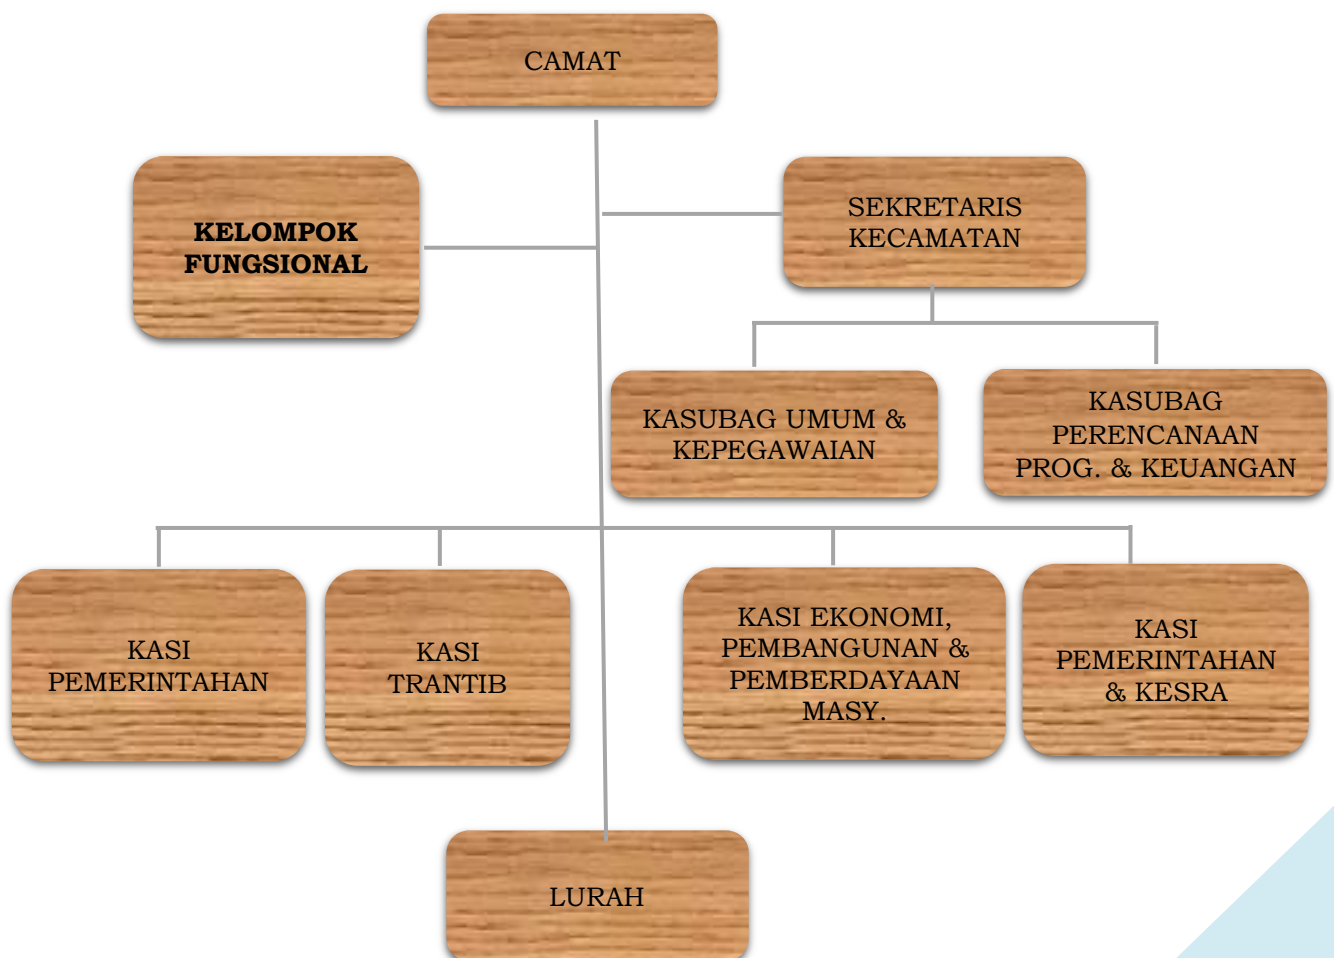 CAMAT
KELOMPOK
FUNGSIONAL
SEKRETARIS
KECAMATAN
KASUBAG UMUM &
KEPEGAWAIAN
KASUBAG
PERENCANAAN
PROG. & KEUANGAN
KASI
PEMERINTAHAN
KASI
TRANTIB
KASI EKONOMI,
PEMBANGUNAN &
PEMBERDAYAAN
MASY.
KASI
PEMERINTAHAN
& KESRA
LURAH